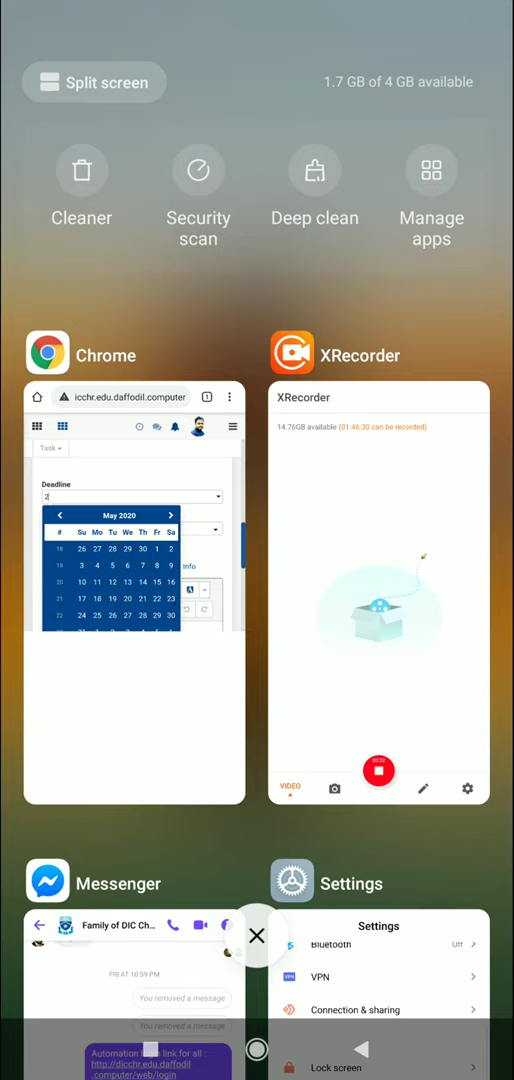 Split screen
1.7 GB of 4 GB available
Cleaner
Security scan
Deep clean
Manage apps
Chrome
XRecorder
icchr.edu.daffodil.computer
1
Task
Deadline
2
May 2020
# Su Mo Tu We Th Fr Sa
18 26 27 28 29 30 1 2
19 3 4 5 6 7 8 9
20 10 11 12 13 14 15 16
21 17 18 19 20 21 22 23
22 24 25 26 27 28 29 30
Info
A
XRecorder
14.76GB available (01:46:30 can be recorded)
VIDEO
Messenger
Settings
Family of DIC Ch...
FRI AT 10:59 PM
You removed a message
You removed a message
Automation
link for all :
http://dicchr.edu.daffodil
.computer/web/login
Settings
Bluetooth
Off
VPN
Connection & sharing
Lock screen